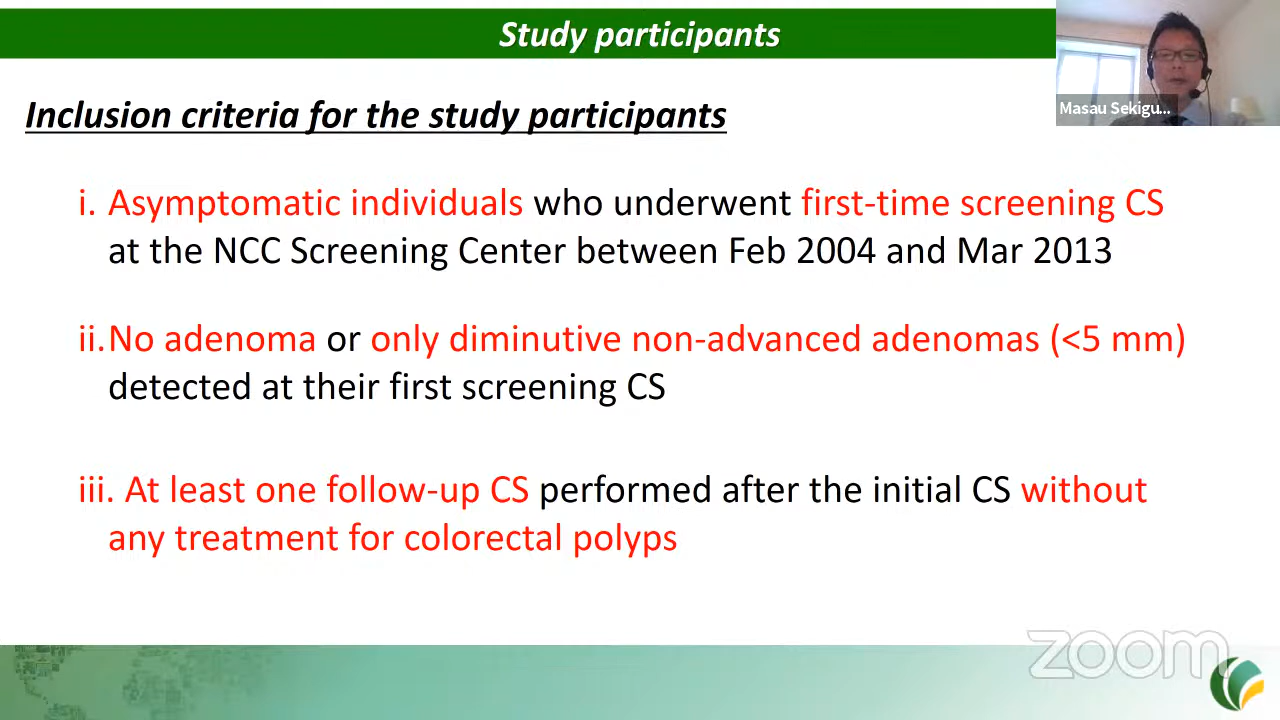 Study participants
Masau Sekigu...
Inclusion criteria for the study participants
i. Asymptomatic individuals who underwent first-time screening CS
at the NCC Screening Center between Feb 2004 and Mar 2013
ii.No adenoma or only diminutive non-advanced adenomas (<5 mm)
detected at their first screening CS
iii. At least one follow-up CS performed after the initial CS without
any treatment for colorectal polyps
zoom